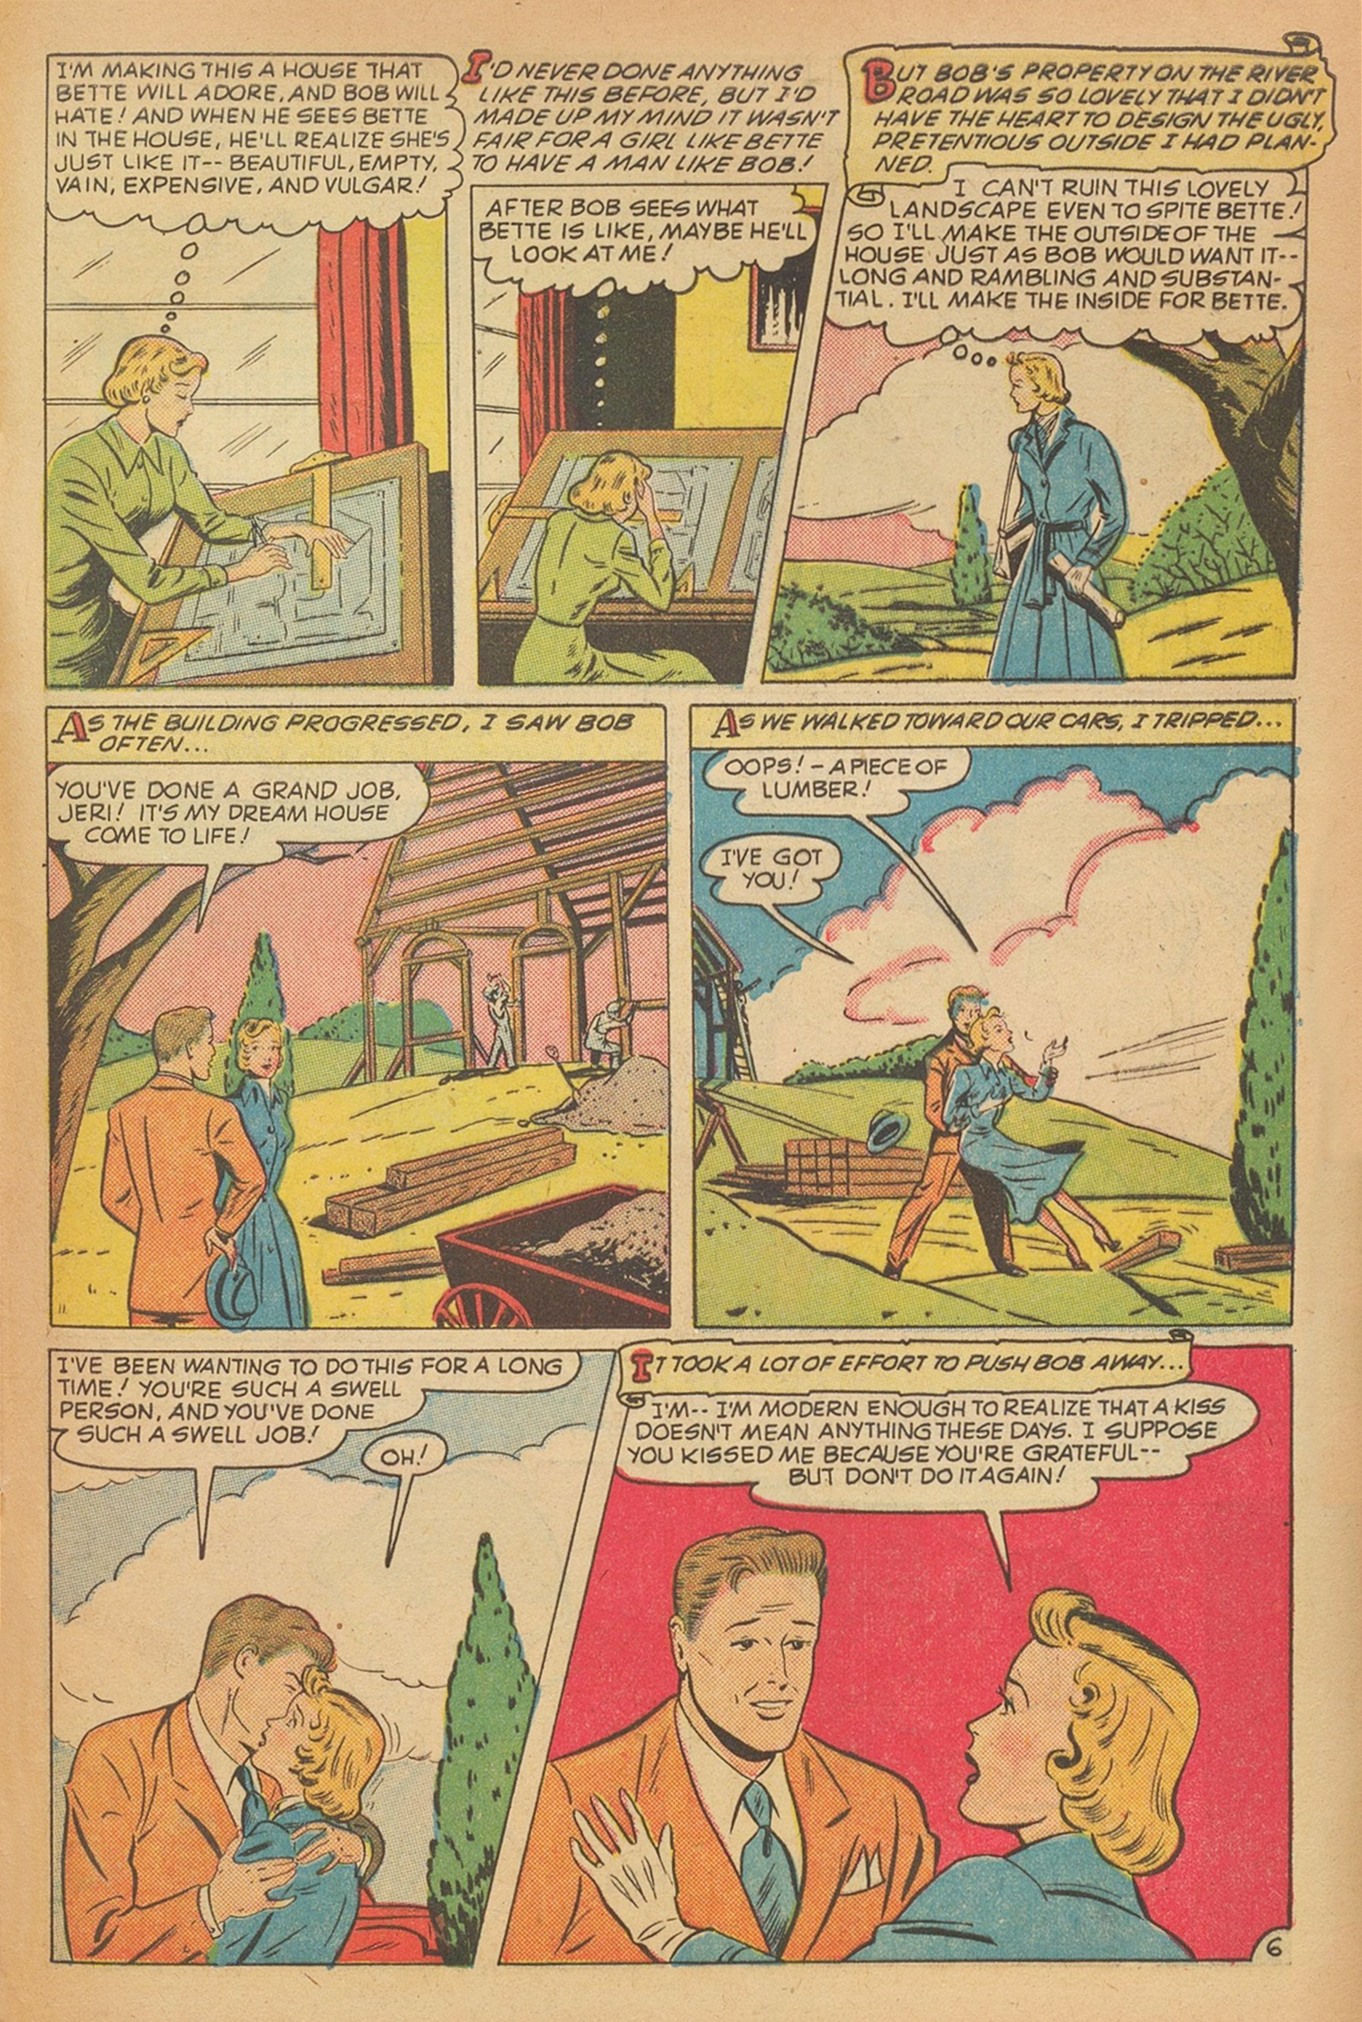 I'M MAKING THIS A HOUSE THAT
BETTE WILL ADORE, AND BOB WILL
HATE! AND WHEN HE SEES BETTE
IN THE HOUSE, HE'LL REALIZE SHE'S
JUST LIKE IT-- BEAUTIFUL, EMPTY,
VAIN, EXPENSIVE, AND VULGAR!
I'D NEVER DONE ANYTHING
LIKE THIS BEFORE, BUT I'D
MADE UP MY MIND IT WASN'T
FAIR FOR A GIRL LIKE BETTE
TO HAVE A MAN LIKE BOB!
AFTER BOB SEES WHAT
BETTE IS LIKE, MAYBE HE'LL
LOOK AT ME!
BUT BOB'S PROPERTY ON THE RIVER
ROAD WAS SO LOVELY THAT I DIDN'T
HAVE THE HEART TO DESIGN THE UGLY,
PRETENTIOUS OUTSIDE I HAD PLAN-
NED.
I CAN'T RUIN THIS LOVELY
LANDSCAPE EVEN TO SPITE BETTE!
SO I'LL MAKE THE OUTSIDE OF THE
HOUSE JUST AS BOB WOULD WANT IT--
LONG AND RAMBLING AND SUBSTAN-
TIAL. I'LL MAKE THE INSIDE FOR BETTE.
AS THE BUILDING PROGRESSED, I SAW BOB
OFTEN...
YOU'VE DONE A GRAND JOB,
JERI! IT'S MY DREAM HOUSE
COME TO LIFE!
AS WE WALKED TOWARD OUR CARS, I TRIPPED...
OOPS! - A PIECE OF
LUMBER!
I'VE GOT
YOU!
I'VE BEEN WANTING TO DO THIS FOR A LONG
TIME! YOU'RE SUCH A SWELL
PERSON, AND YOU'VE DONE
SUCH A SWELL JOB!
OH!
IT TOOK A LOT OF EFFORT TO PUSH BOB AWAY...
I'M-- I'M MODERN ENOUGH TO REALIZE THAT A KISS
DOESN'T MEAN ANYTHING THESE DAYS. I SUPPOSE
YOU KISSED ME BECAUSE YOU'RE GRATEFUL--
BUT DON'T DO IT AGAIN!
6